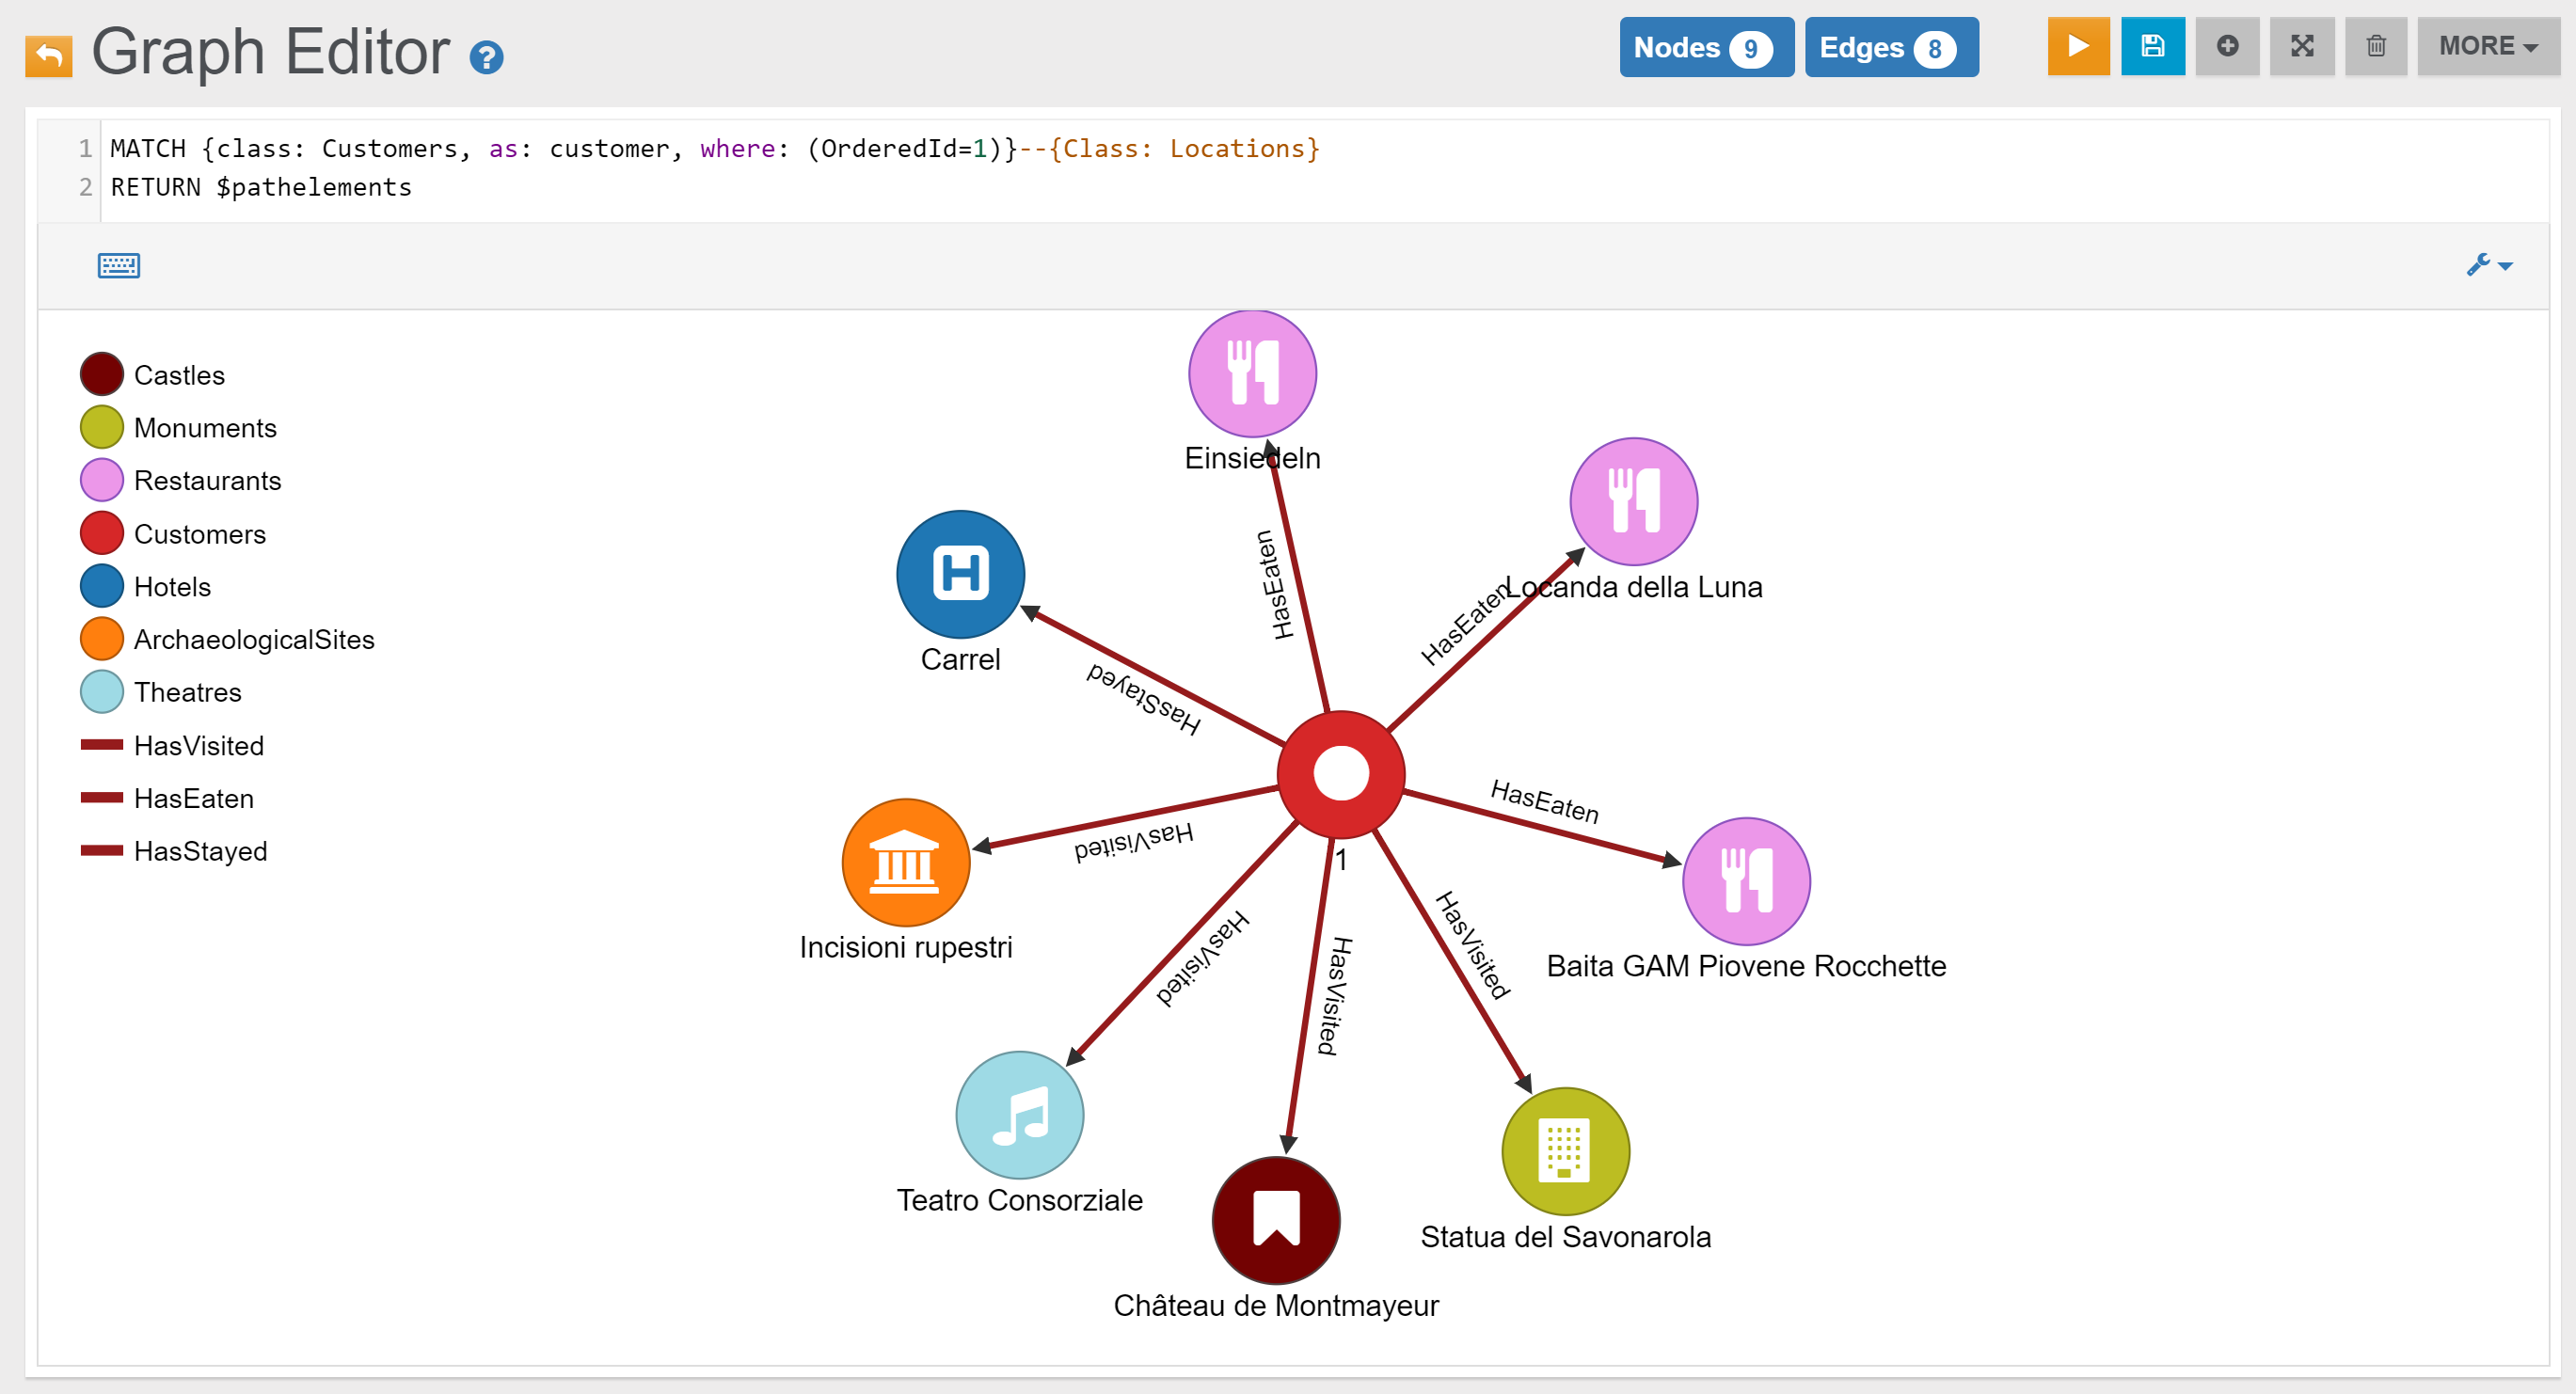 Graph Editor ?
Nodes 9 Edges 8 MORE
1 MATCH {class: Customers, as: customer, where: (OrderedId=1)}--{Class: Locations}
2 RETURN $pathelements
Castles
Monuments
Restaurants
Customers
Hotels
ArchaeologicalSites
Theatres
HasVisited
HasEaten
HasStayed
Einsiedeln
Locanda della Luna
HasEaten
HasEaten
H
Carrel
HasStayed
HasEaten
HasVisited
1
Incisioni rupestri
Baita GAM Piovene Rocchette
HasVisited
HasVisited
HasVisited
Teatro Consorziale
Statua del Savonarola
Château de Montmayeur